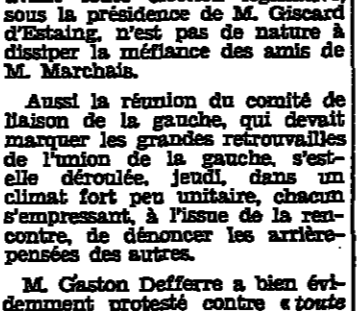 sous la présidence de M. Giscard
d'Estaing, n'est pas de nature à
dissiper la méfiance des amis de
M. Marchais.
Aussi la réunion du comité de
liaison de la gauche, qui devait
marquer les grandes retrouvailles
de l'union de la gauche, s'est-
elle déroulée, jeudi, dans un
climat fort peu unitaire, chacun
s'empressant, à l'issue de la ren-
contre, de dénoncer les arrière-
pensées des autres.
M. Gaston Defferre a bien évi-
demment protesté contre « toute